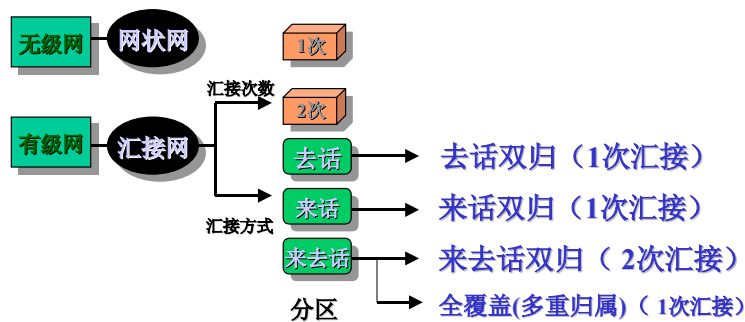 无级网
网状网
1次
汇接次数
2次
有级网
汇接网
去话
去话双归（1次汇接）
来话
来话双归（1次汇接）
汇接方式
来去话
来去话双归（ 2次汇接）
全覆盖(多重归属)（ 1次汇接）
分区